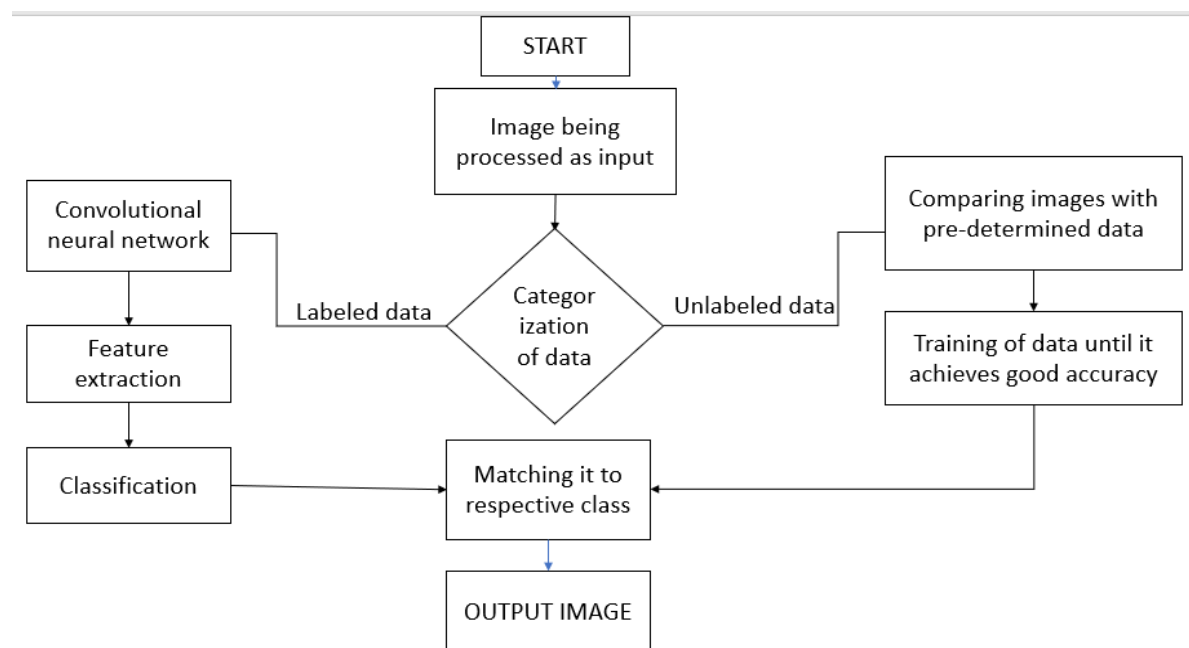 START
Image being
processed as input
Convolutional
neural network
Comparing images with
pre-determined data
Labeled data
Categor
ization
of data
Unlabeled data
Feature
extraction
Training of data until it
achieves good accuracy
Classification
Matching it to
respective class
OUTPUT IMAGE